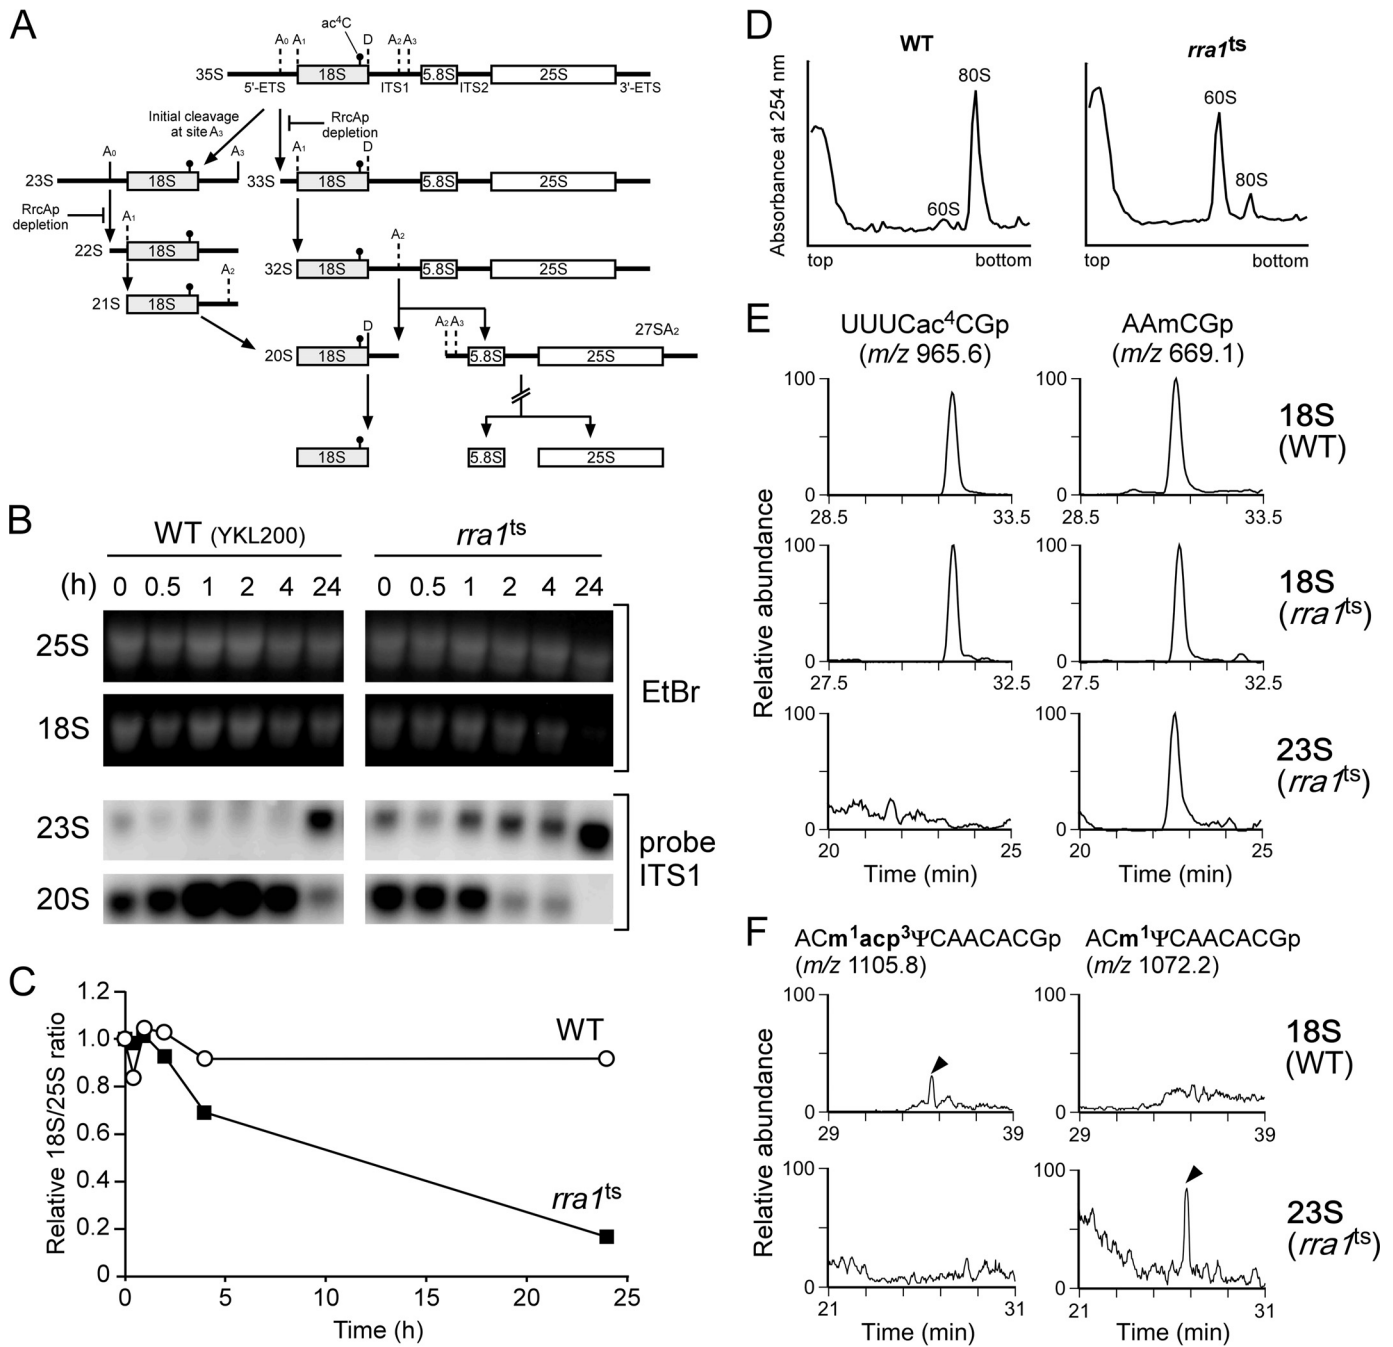 A
ac⁴C
A₀ A₁ D A₂ A₃
35S 18S 5.8S 25S
5'-ETS ITS1 ITS2 3'-ETS
Initial cleavage
at site A₃
RrcAp
depletion
A₀ A₃ A₁ D
23S 18S 33S 18S 5.8S 25S
RrcAp
depletion
A₁
22S 18S
A₂
32S 18S 5.8S 25S
A₂
21S 18S
D A₂ A₃ 27SA₂
20S 18S 5.8S 25S
18S 5.8S 25S
B
WT (YKL200) rra1ᵗˢ
(h) 0 0.5 1 2 4 24 0 0.5 1 2 4 24
25S
18S
EtBr
23S
20S
probe
ITS1
C
Relative 18S/25S ratio
1.2
1.0
0.8
0.6
0.4
0.2
0
WT
rra1ᵗˢ
0 5 10 15 20 25
Time (h)
D
WT rra1ᵗˢ
Absorbance at 254 nm
80S
60S
60S
80S
top bottom top bottom
E
UUUCac⁴CGp AAmCGp
(m/z 965.6) (m/z 669.1)
Relative abundance
100 100
0 0
28.5 33.5 28.5 33.5
18S
(WT)
100 100
0 0
27.5 32.5 27.5 32.5
18S
(rra1ᵗˢ)
100 100
0 0
20 25 20 25
23S
(rra1ᵗˢ)
Time (min) Time (min)
F
ACm¹acp³ΨCAACACGp ACm¹ΨCAACACGp
(m/z 1105.8) (m/z 1072.2)
Relative abundance
100 100
0 0
29 39 29 39
18S
(WT)
100 100
0 0
21 31 21 31
23S
(rra1ᵗˢ)
Time (min) Time (min)